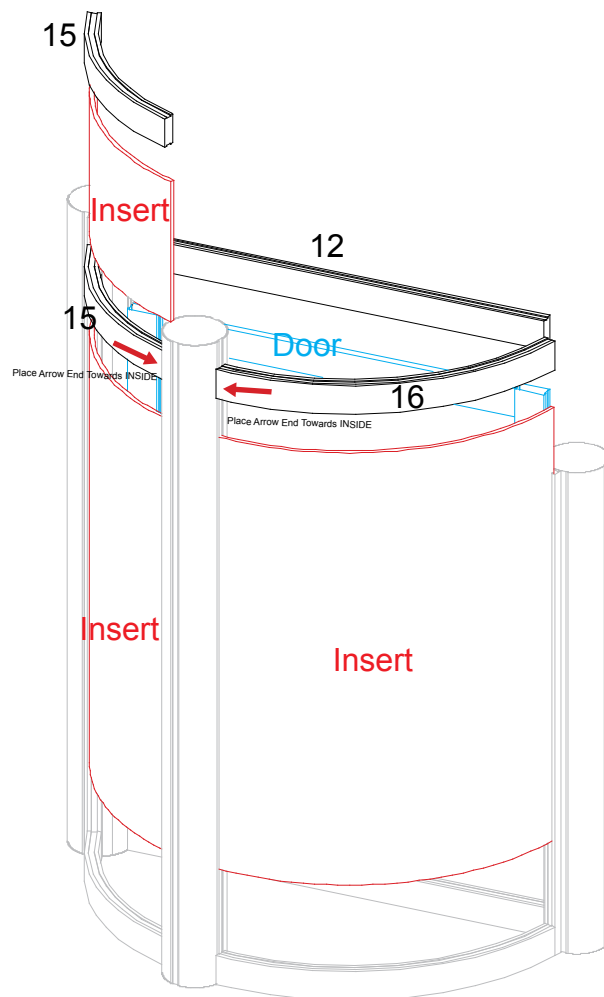 15
Insert
12
15
Door
Place Arrow End Towards INSIDE
16
Place Arrow End Towards INSIDE
Insert
Insert